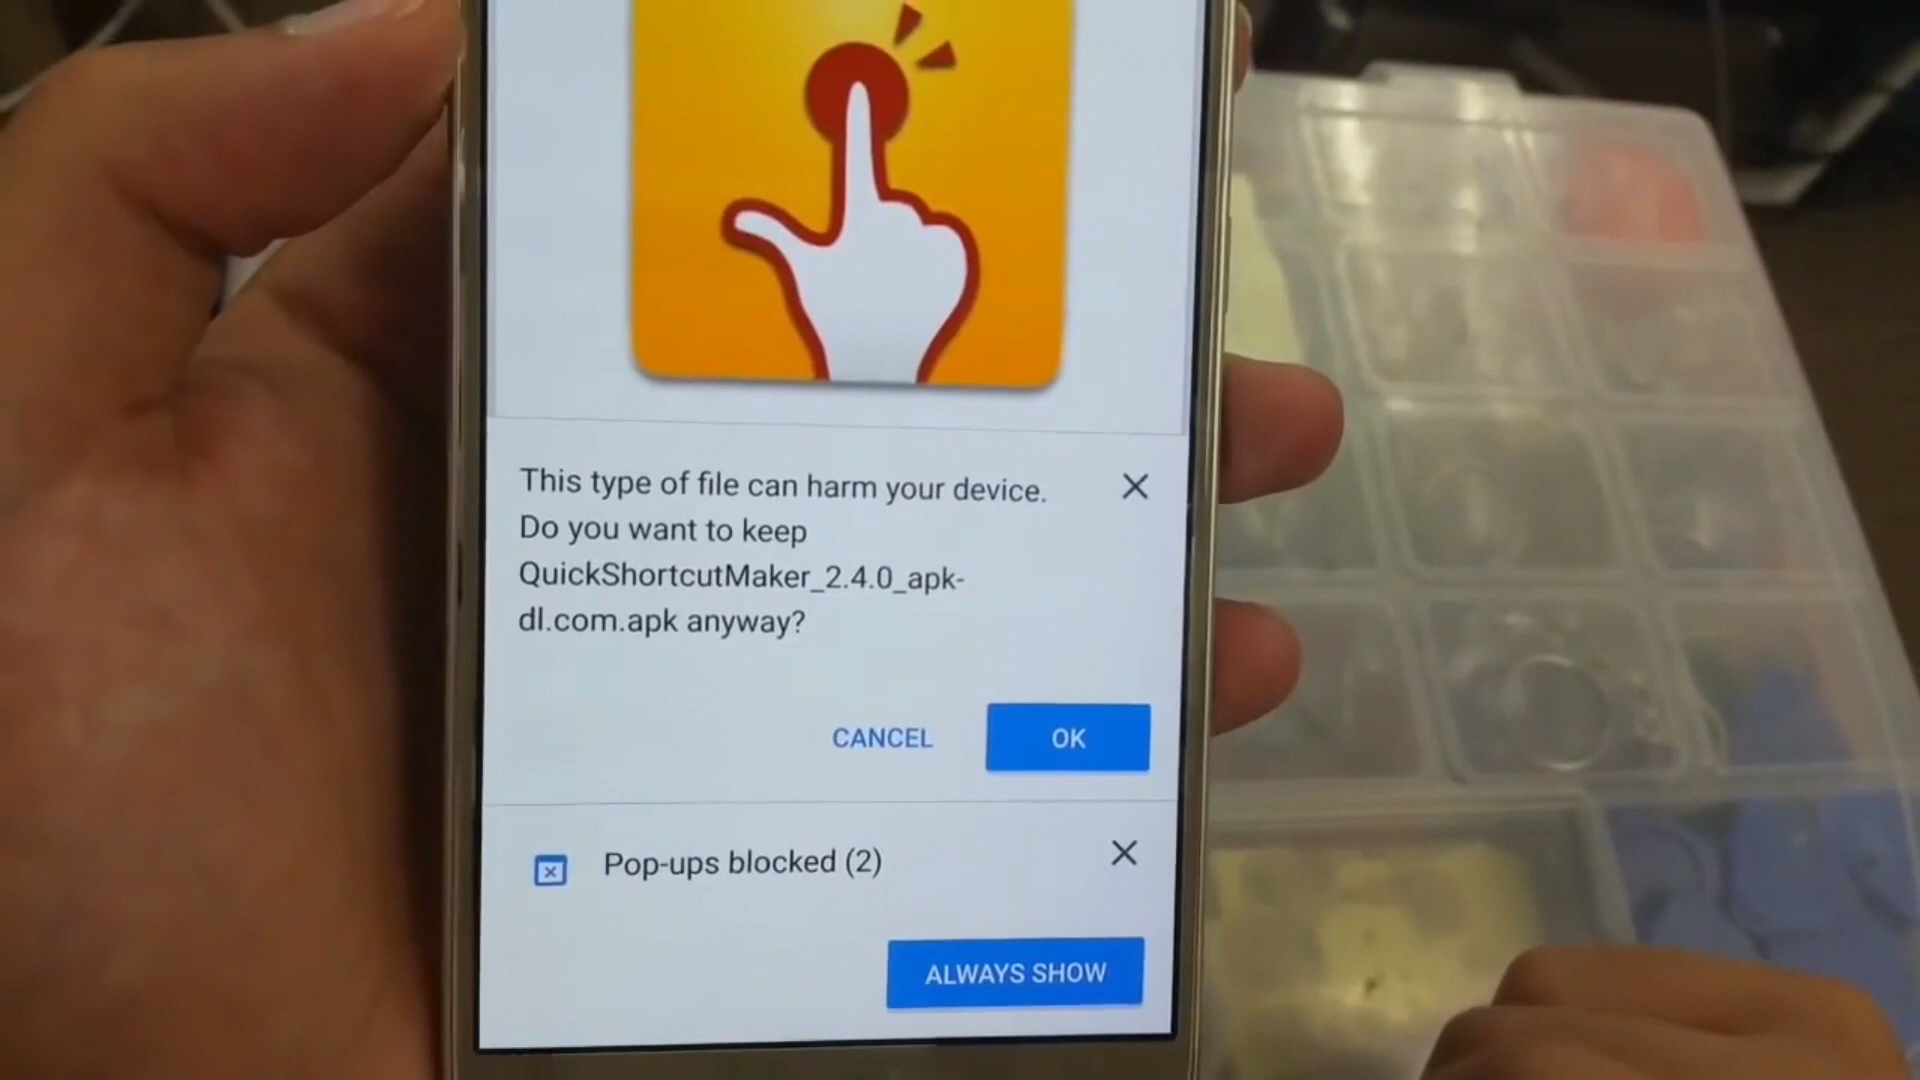 This type of file can harm your device.
Do you want to keep
QuickShortcutMaker_2.4.0_apk-
dl.com.apk anyway?
CANCEL
OK
Pop-ups blocked (2)
ALWAYS SHOW